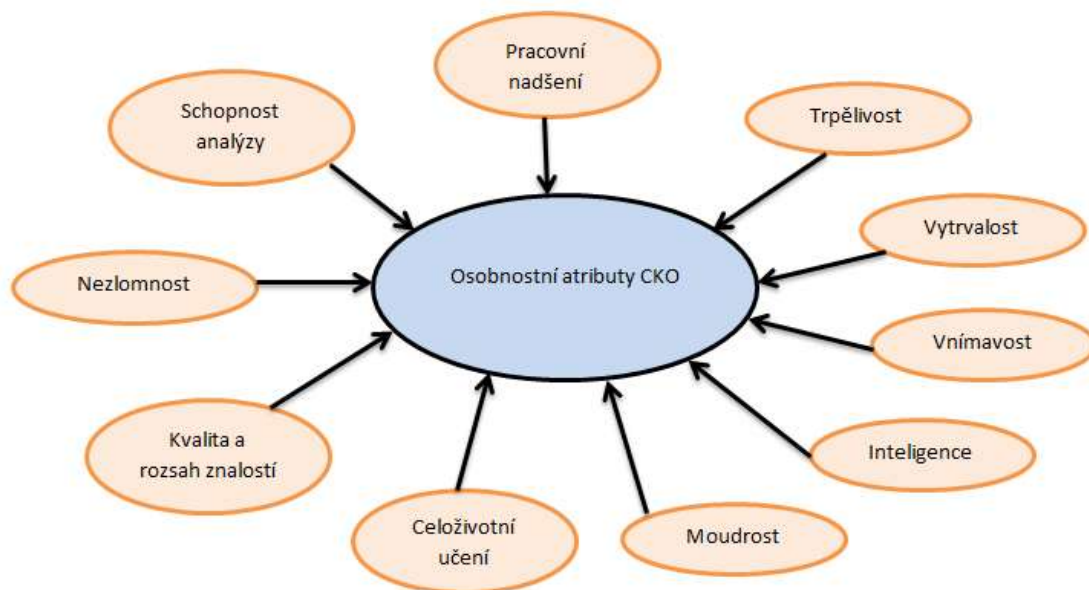 Pracovní
nadšení
Schopnost
analýzy
Trpělivost
Vytrvalost
Osobnostní atributy CKO
Nezlomnost
Vnímavost
Kvalita a
rozsah znalostí
Inteligence
Celoživotní
učení
Moudrost